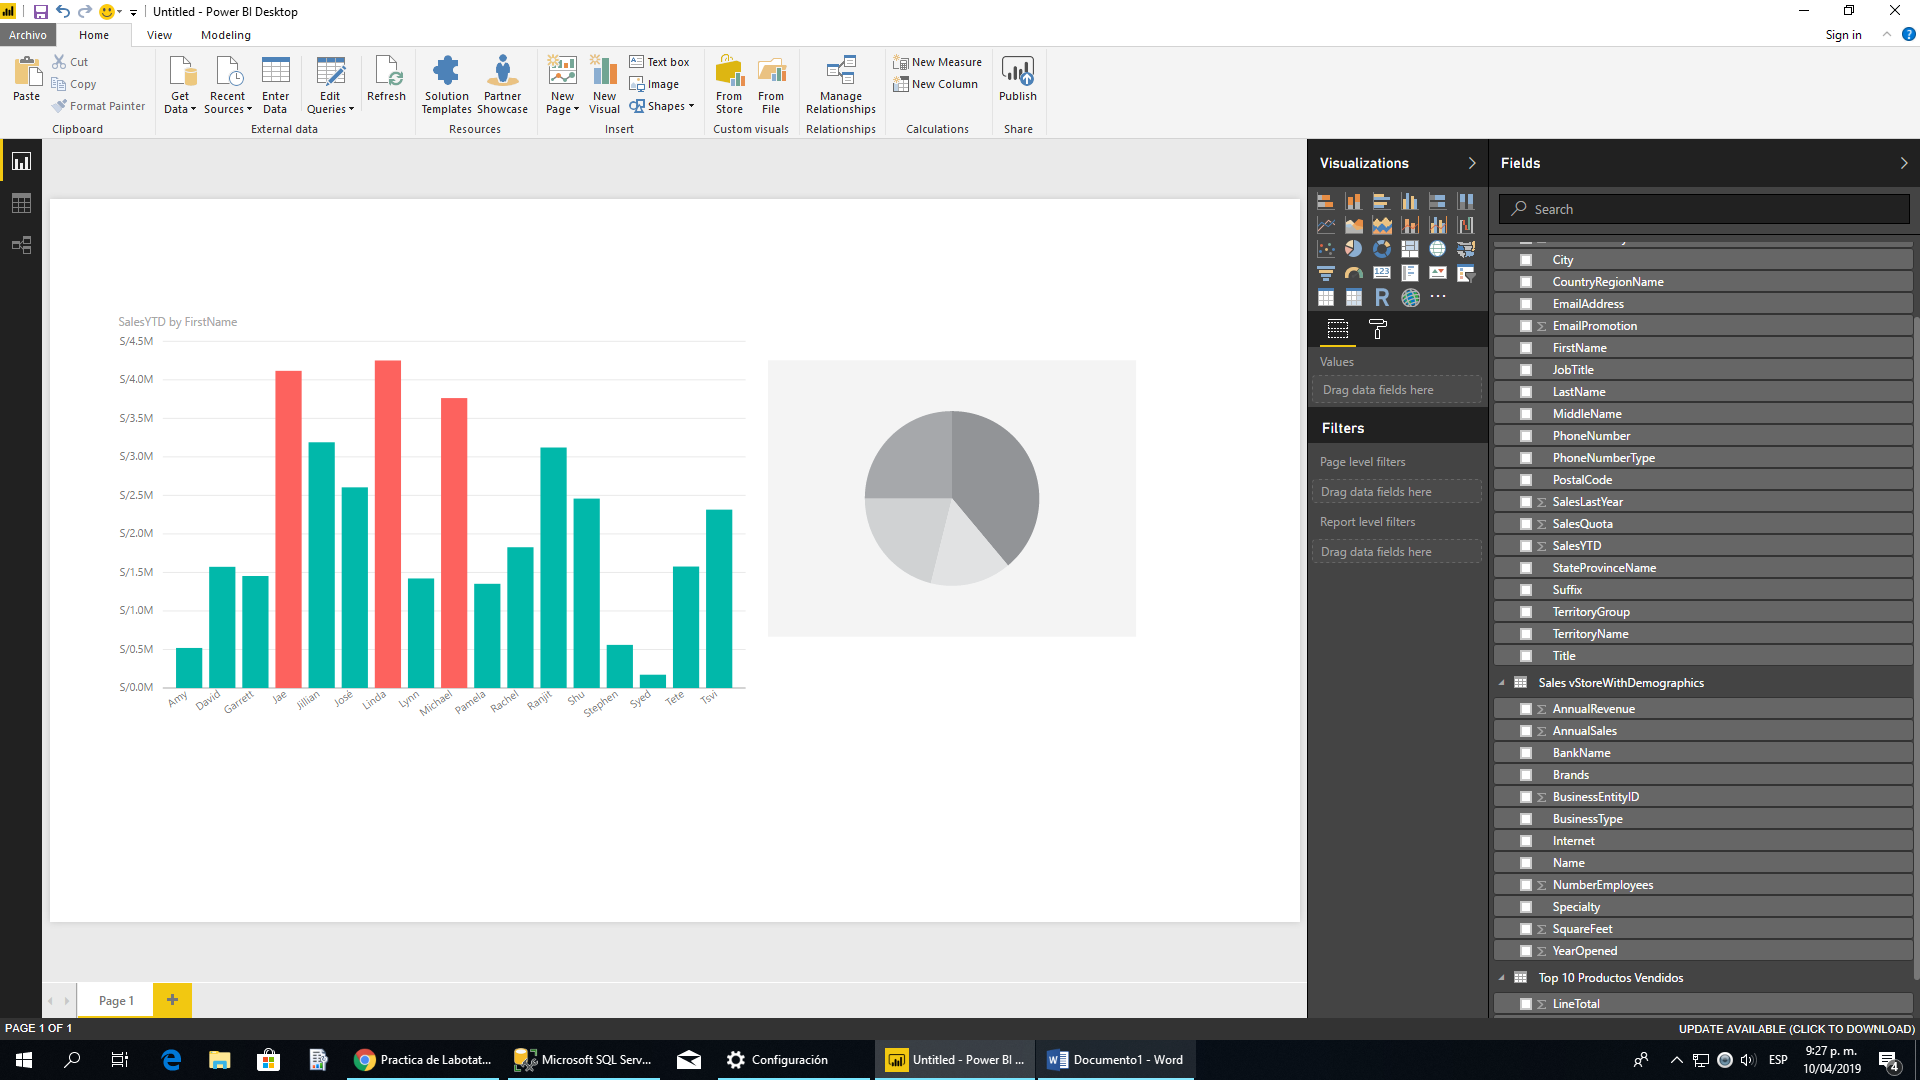 Untitled - Power BI Desktop
Archivo
Home
View
Modeling
Sign in
Paste
Cut
Copy
Format Painter
Clipboard
Get Data
Recent Sources
Enter Data
Edit Queries
Refresh
External data
Solution Templates
Partner Showcase
Resources
New Page
New Visual
Text box
Image
Shapes
Insert
From Store
From File
Custom visuals
Manage Relationships
Relationships
New Measure
New Column
Calculations
Publish
Share
SalesYTD by FirstName
S/4.5M
S/4.0M
S/3.5M
S/3.0M
S/2.5M
S/2.0M
S/1.5M
S/1.0M
S/0.5M
S/0.0M
Amy
David
Garrett
Jae
Jillian
José
Linda
Lynn
Michael
Pamela
Rachel
Ranjit
Shu
Stephen
Syed
Tete
Tsvi
Visualizations
123
R
Values
Drag data fields here
Filters
Page level filters
Drag data fields here
Report level filters
Drag data fields here
Fields
Search
City
CountryRegionName
EmailAddress
EmailPromotion
FirstName
JobTitle
LastName
MiddleName
PhoneNumber
PhoneNumberType
PostalCode
SalesLastYear
SalesQuota
SalesYTD
StateProvinceName
Suffix
TerritoryGroup
TerritoryName
Title
Sales vStoreWithDemographics
AnnualRevenue
AnnualSales
BankName
Brands
BusinessEntityID
BusinessType
Internet
Name
NumberEmployees
Specialty
SquareFeet
YearOpened
Top 10 Productos Vendidos
LineTotal
Page 1
PAGE 1 OF 1
UPDATE AVAILABLE (CLICK TO DOWNLOAD)
Practica de Labotat...
Microsoft SQL Serv...
Configuración
Untitled - Power BI ...
Documento1 - Word
ESP
9:27 p. m.
10/04/2019
4